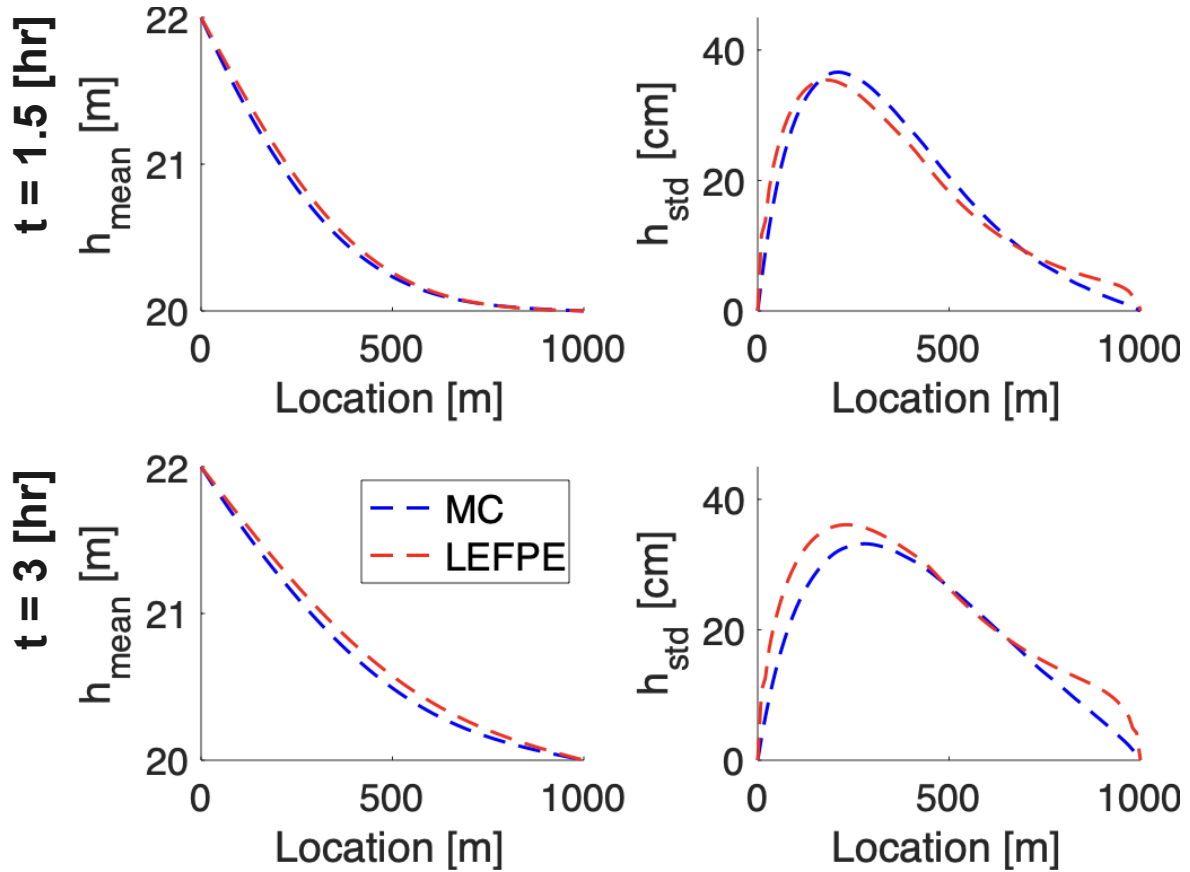 t = 1.5 [hr]
h_mean [m]
22
21
20
0
500
1000
Location [m]
h_std [cm]
40
20
0
0
500
1000
Location [m]
t = 3 [hr]
h_mean [m]
22
21
20
0
500
1000
Location [m]
MC
LEFPE
h_std [cm]
40
20
0
0
500
1000
Location [m]